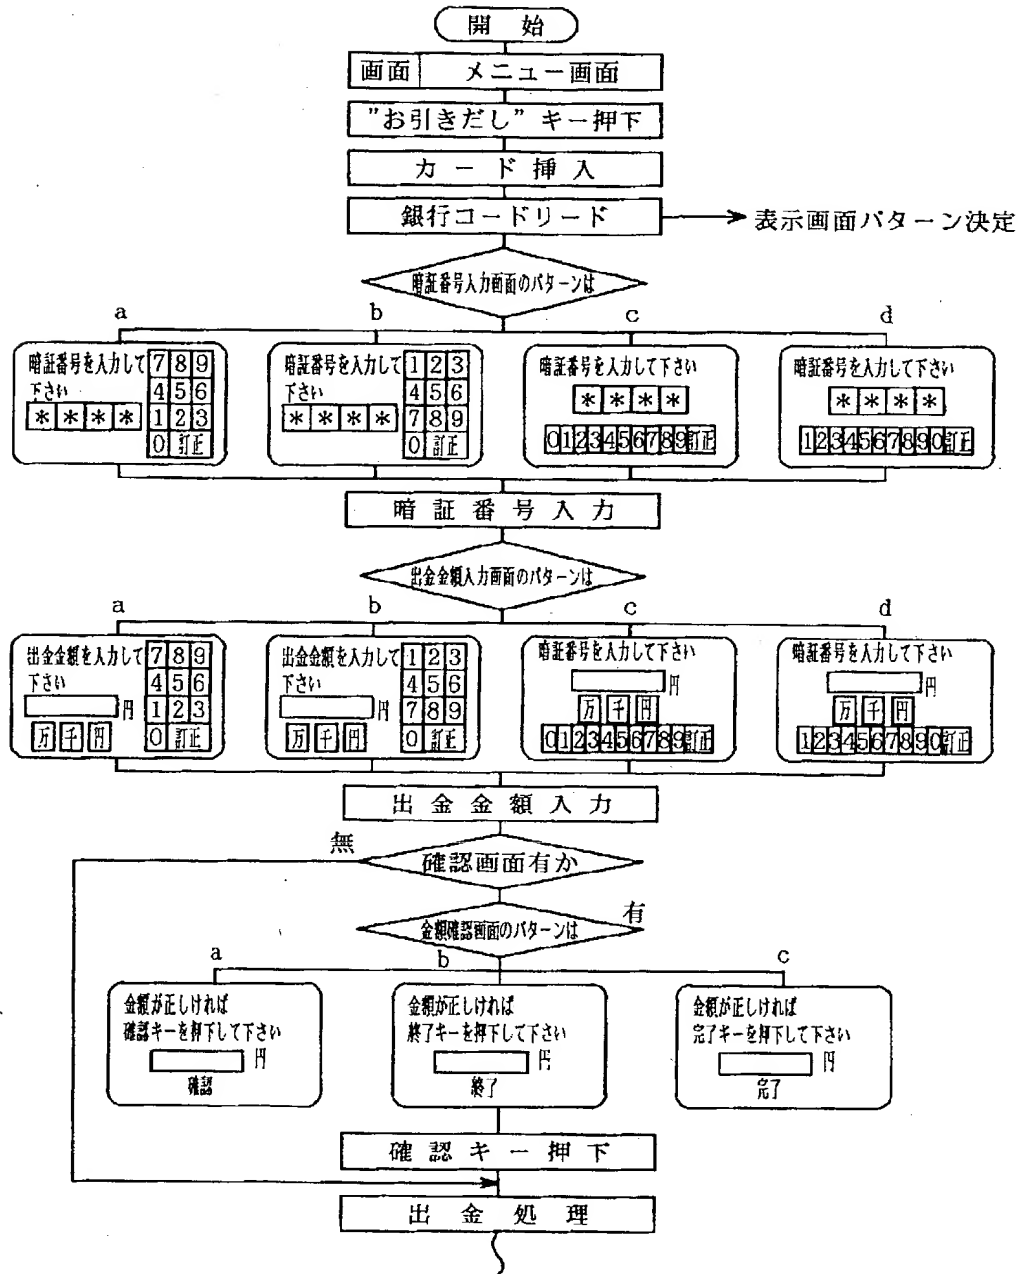 開始
画面 メニュー画面
"お引きだし"キー押下
カード挿入
銀行コードリード
表示画面パターン決定
暗証番号入力画面のパターンは
a b c d
暗証番号を入力して
下さい
* * * *
7 8 9
4 5 6
1 2 3
0 訂正
暗証番号を入力して
下さい
* * * *
1 2 3
4 5 6
7 8 9
0 訂正
暗証番号を入力して下さい
* * * *
0 1 2 3 4 5 6 7 8 9 訂正
暗証番号を入力して下さい
* * * *
1 2 3 4 5 6 7 8 9 0 訂正
暗証番号入力
出金金額入力画面のパターンは
a b c d
出金金額を入力して
下さい
円
万 千 円
7 8 9
4 5 6
1 2 3
0 訂正
出金金額を入力して
下さい
円
万 千 円
1 2 3
4 5 6
7 8 9
0 訂正
暗証番号を入力して下さい
円
万 千 円
0 1 2 3 4 5 6 7 8 9 訂正
暗証番号を入力して下さい
円
万 千 円
1 2 3 4 5 6 7 8 9 0 訂正
出金金額入力
無
確認画面有か
有
金額確認画面のパターンは
a b c
金額が正しければ
確認キーを押下して下さい
円
確認
金額が正しければ
終了キーを押下して下さい
円
終了
金額が正しければ
完了キーを押下して下さい
円
完了
確認キー押下
出金処理